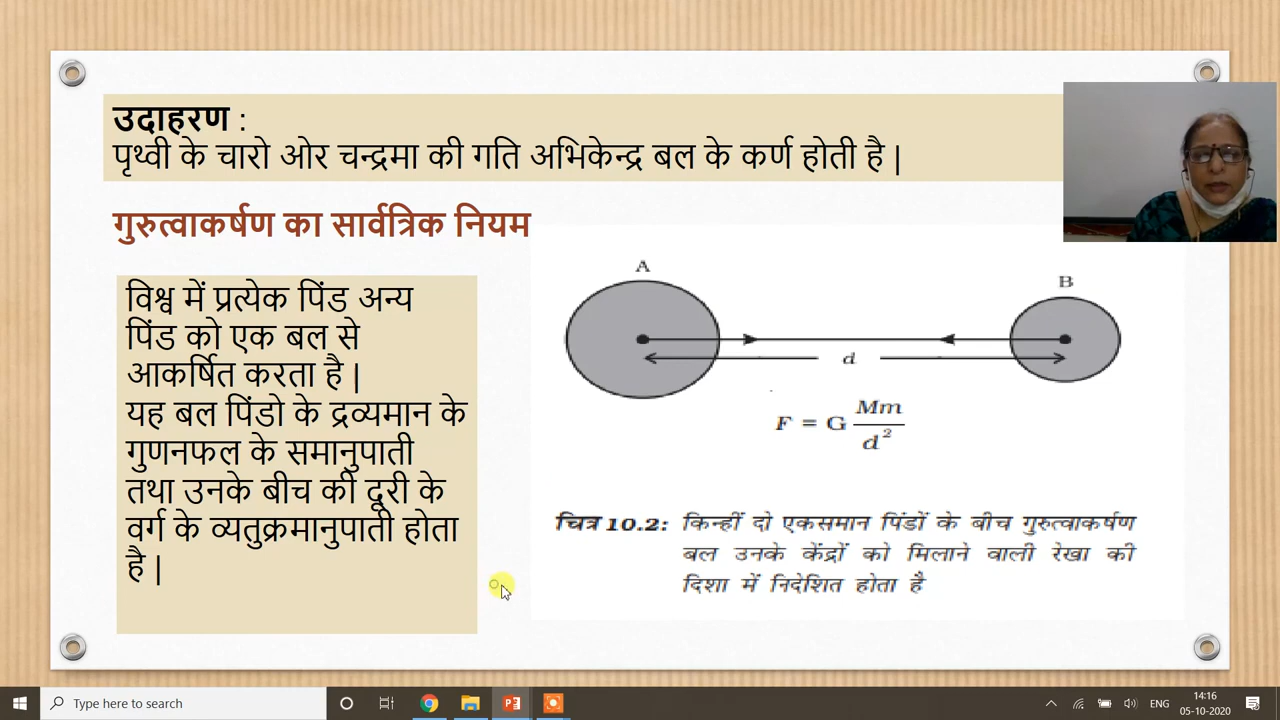 उदाहरण :
पृथ्वी के चारो ओर चन्द्रमा की गति अभिकेन्द्र बल के कर्ण होती है |
गुरुत्वाकर्षण का सार्वत्रिक नियम
विश्व में प्रत्येक पिंड अन्य
पिंड को एक बल से
आकर्षित करता है |
यह बल पिंडो के द्रव्यमान के
गुणनफल के समानुपाती
तथा उनके बीच की दूरी के
वर्ग के व्यतुक्रमानुपाती होता
है |
A
B
d
F = G Mm/d²
चित्र 10.2: किन्हीं दो एकसमान पिंडों के बीच गुरुत्वाकर्षण
बल उनके केंद्रों को मिलाने वाली रेखा की
दिशा में निदेशित होता है
Type here to search
ENG
14:16
05-10-2020